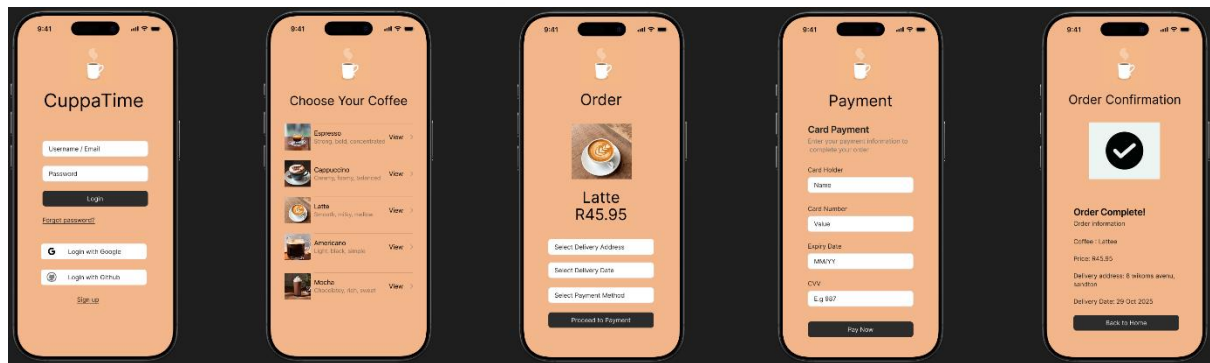 9:41
CuppaTime
Username / Email
Password
Login
Forgot password?
Login with Google
Login with Github
Sign up
9:41
Choose Your Coffee
Espresso
Strong, bold, concentrated
View
Cappuccino
Creamy, foamy, balanced
View
Latte
Smooth, milky, mellow
View
Americano
Light, black, simple
View
Mocha
Chocolatey, rich, sweet
View
9:41
Order
Latte
R45.95
Select Delivery Address
Select Delivery Date
Select Payment Method
Proceed to Payment
9:41
Payment
Card Payment
Enter your payment information to
complete your order
Card Holder
Name
Card Number
Value
Expiry Date
MM/YY
CVV
E.g 987
Pay Now
9:41
Order Confirmation
Order Complete!
Order Information
Coffee : Lattee
Price: R45.95
Delivery address: 8 wikoms avenu,
sandton
Delivery Date: 29 Oct 2025
Back to Home